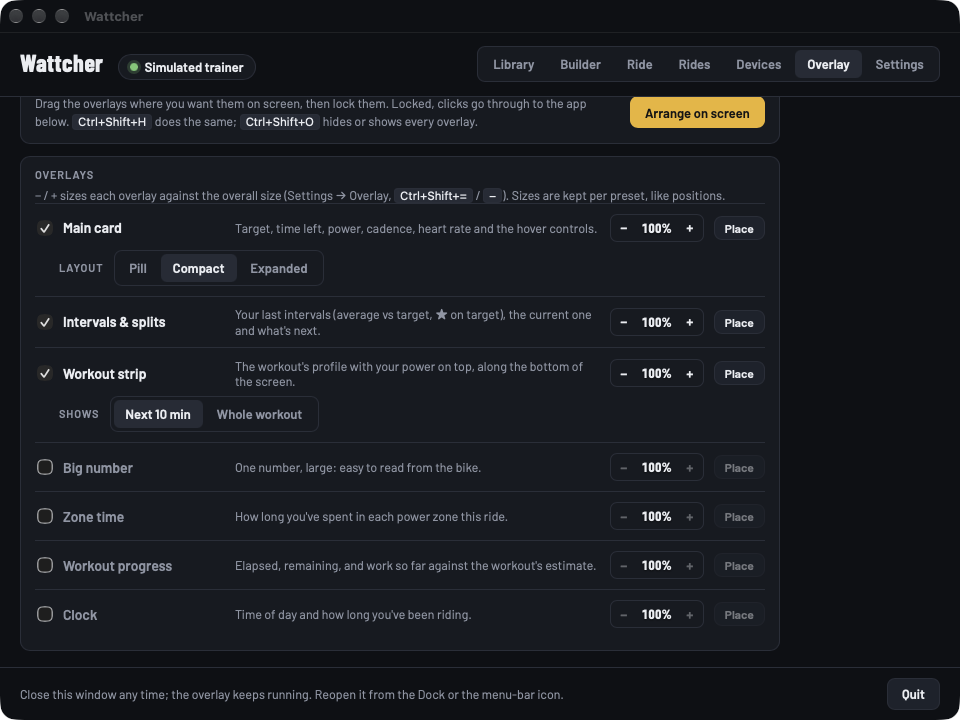 Wattcher
Wattcher
Simulated trainer
Library Builder Ride Rides Devices Overlay Settings
Drag the overlays where you want them on screen, then lock them. Locked, clicks go through to the app
below. Ctrl+Shift+H does the same; Ctrl+Shift+O hides or shows every overlay.
Arrange on screen
OVERLAYS
– / + sizes each overlay against the overall size (Settings → Overlay, Ctrl+Shift+= / – ). Sizes are kept per preset, like positions.
Main card
Target, time left, power, cadence, heart rate and the hover controls.
– 100% +
Place
LAYOUT Pill Compact Expanded
Intervals & splits
Your last intervals (average vs target, ★ on target), the current one
and what's next.
– 100% +
Place
Workout strip
The workout's profile with your power on top, along the bottom of
the screen.
– 100% +
Place
SHOWS Next 10 min Whole workout
Big number
One number, large: easy to read from the bike.
– 100% +
Place
Zone time
How long you've spent in each power zone this ride.
– 100% +
Place
Workout progress
Elapsed, remaining, and work so far against the workout's estimate.
– 100% +
Place
Clock
Time of day and how long you've been riding.
– 100% +
Place
Close this window any time; the overlay keeps running. Reopen it from the Dock or the menu-bar icon.
Quit